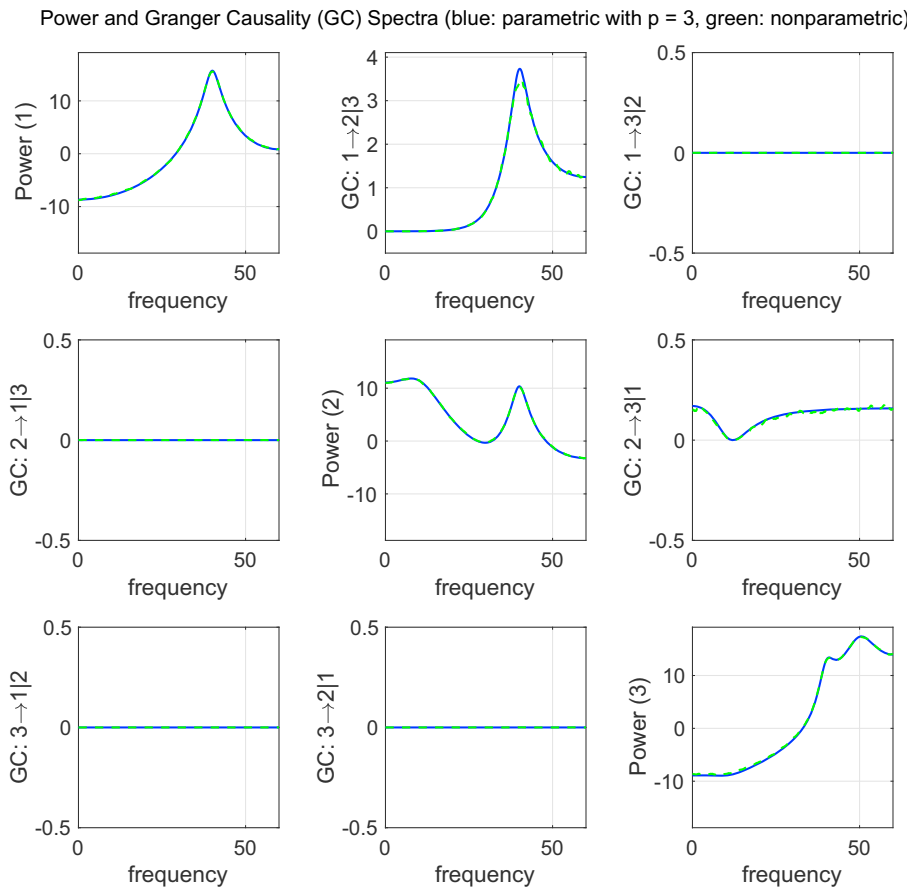 Power and Granger Causality (GC) Spectra (blue: parametric with p = 3, green: nonparametric)
Power (1)
10
0
-10
0
50
frequency
GC: 1→2|3
4
3
2
1
0
0
50
frequency
GC: 1→3|2
0.5
0
-0.5
0
50
frequency
GC: 2→1|3
0.5
0
-0.5
0
50
frequency
Power (2)
10
0
-10
0
50
frequency
GC: 2→3|1
0.5
0
-0.5
0
50
frequency
GC: 3→1|2
0.5
0
-0.5
0
50
frequency
GC: 3→2|1
0.5
0
-0.5
0
50
frequency
Power (3)
10
0
-10
0
50
frequency